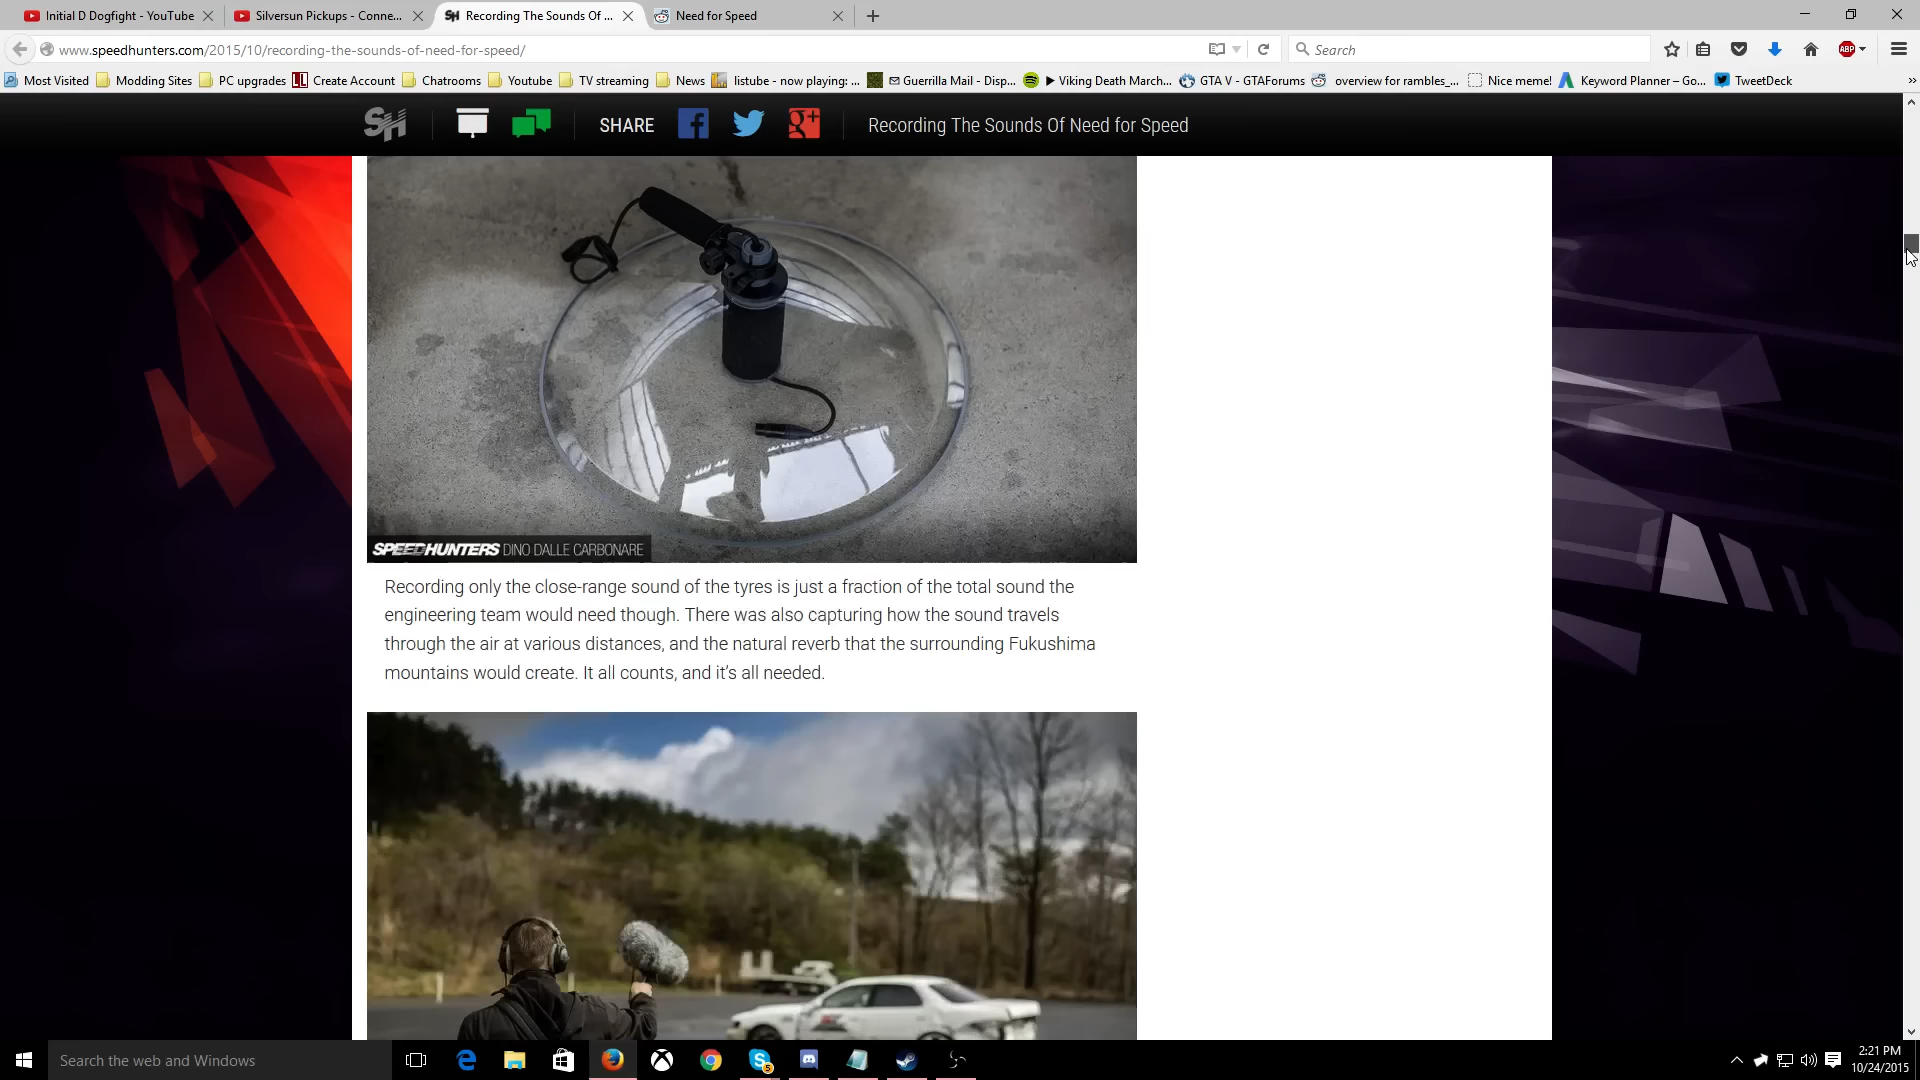 Initial D Dogfight - YouTube
Silversun Pickups - Conne...
SH Recording The Sounds Of ...
Need for Speed
www.speedhunters.com/2015/10/recording-the-sounds-of-need-for-speed/
Search
ABP
Most Visited
Modding Sites
PC upgrades
Create Account
Chatrooms
Youtube
TV streaming
News
listube - now playing: ...
Guerrilla Mail - Disp...
Viking Death March...
GTA V - GTAForums
overview for rambles_...
Nice meme!
Keyword Planner – Go...
TweetDeck
SH
SHARE
g+
Recording The Sounds Of Need for Speed
SPEEDHUNTERS DINO DALLE CARBONARE
Recording only the close-range sound of the tyres is just a fraction of the total sound the
engineering team would need though. There was also capturing how the sound travels
through the air at various distances, and the natural reverb that the surrounding Fukushima
mountains would create. It all counts, and it's all needed.
Search the web and Windows
5
2:21 PM
10/24/2015